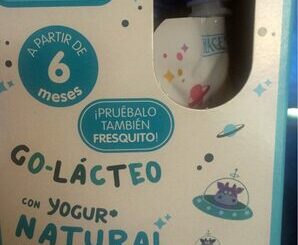 A PARTIR DE
6
meses
¡PRUÉBALO
TAMBIÉN
FRESQUITO!
GO-LÁCTEO
CON YOGUR*
NATURAL